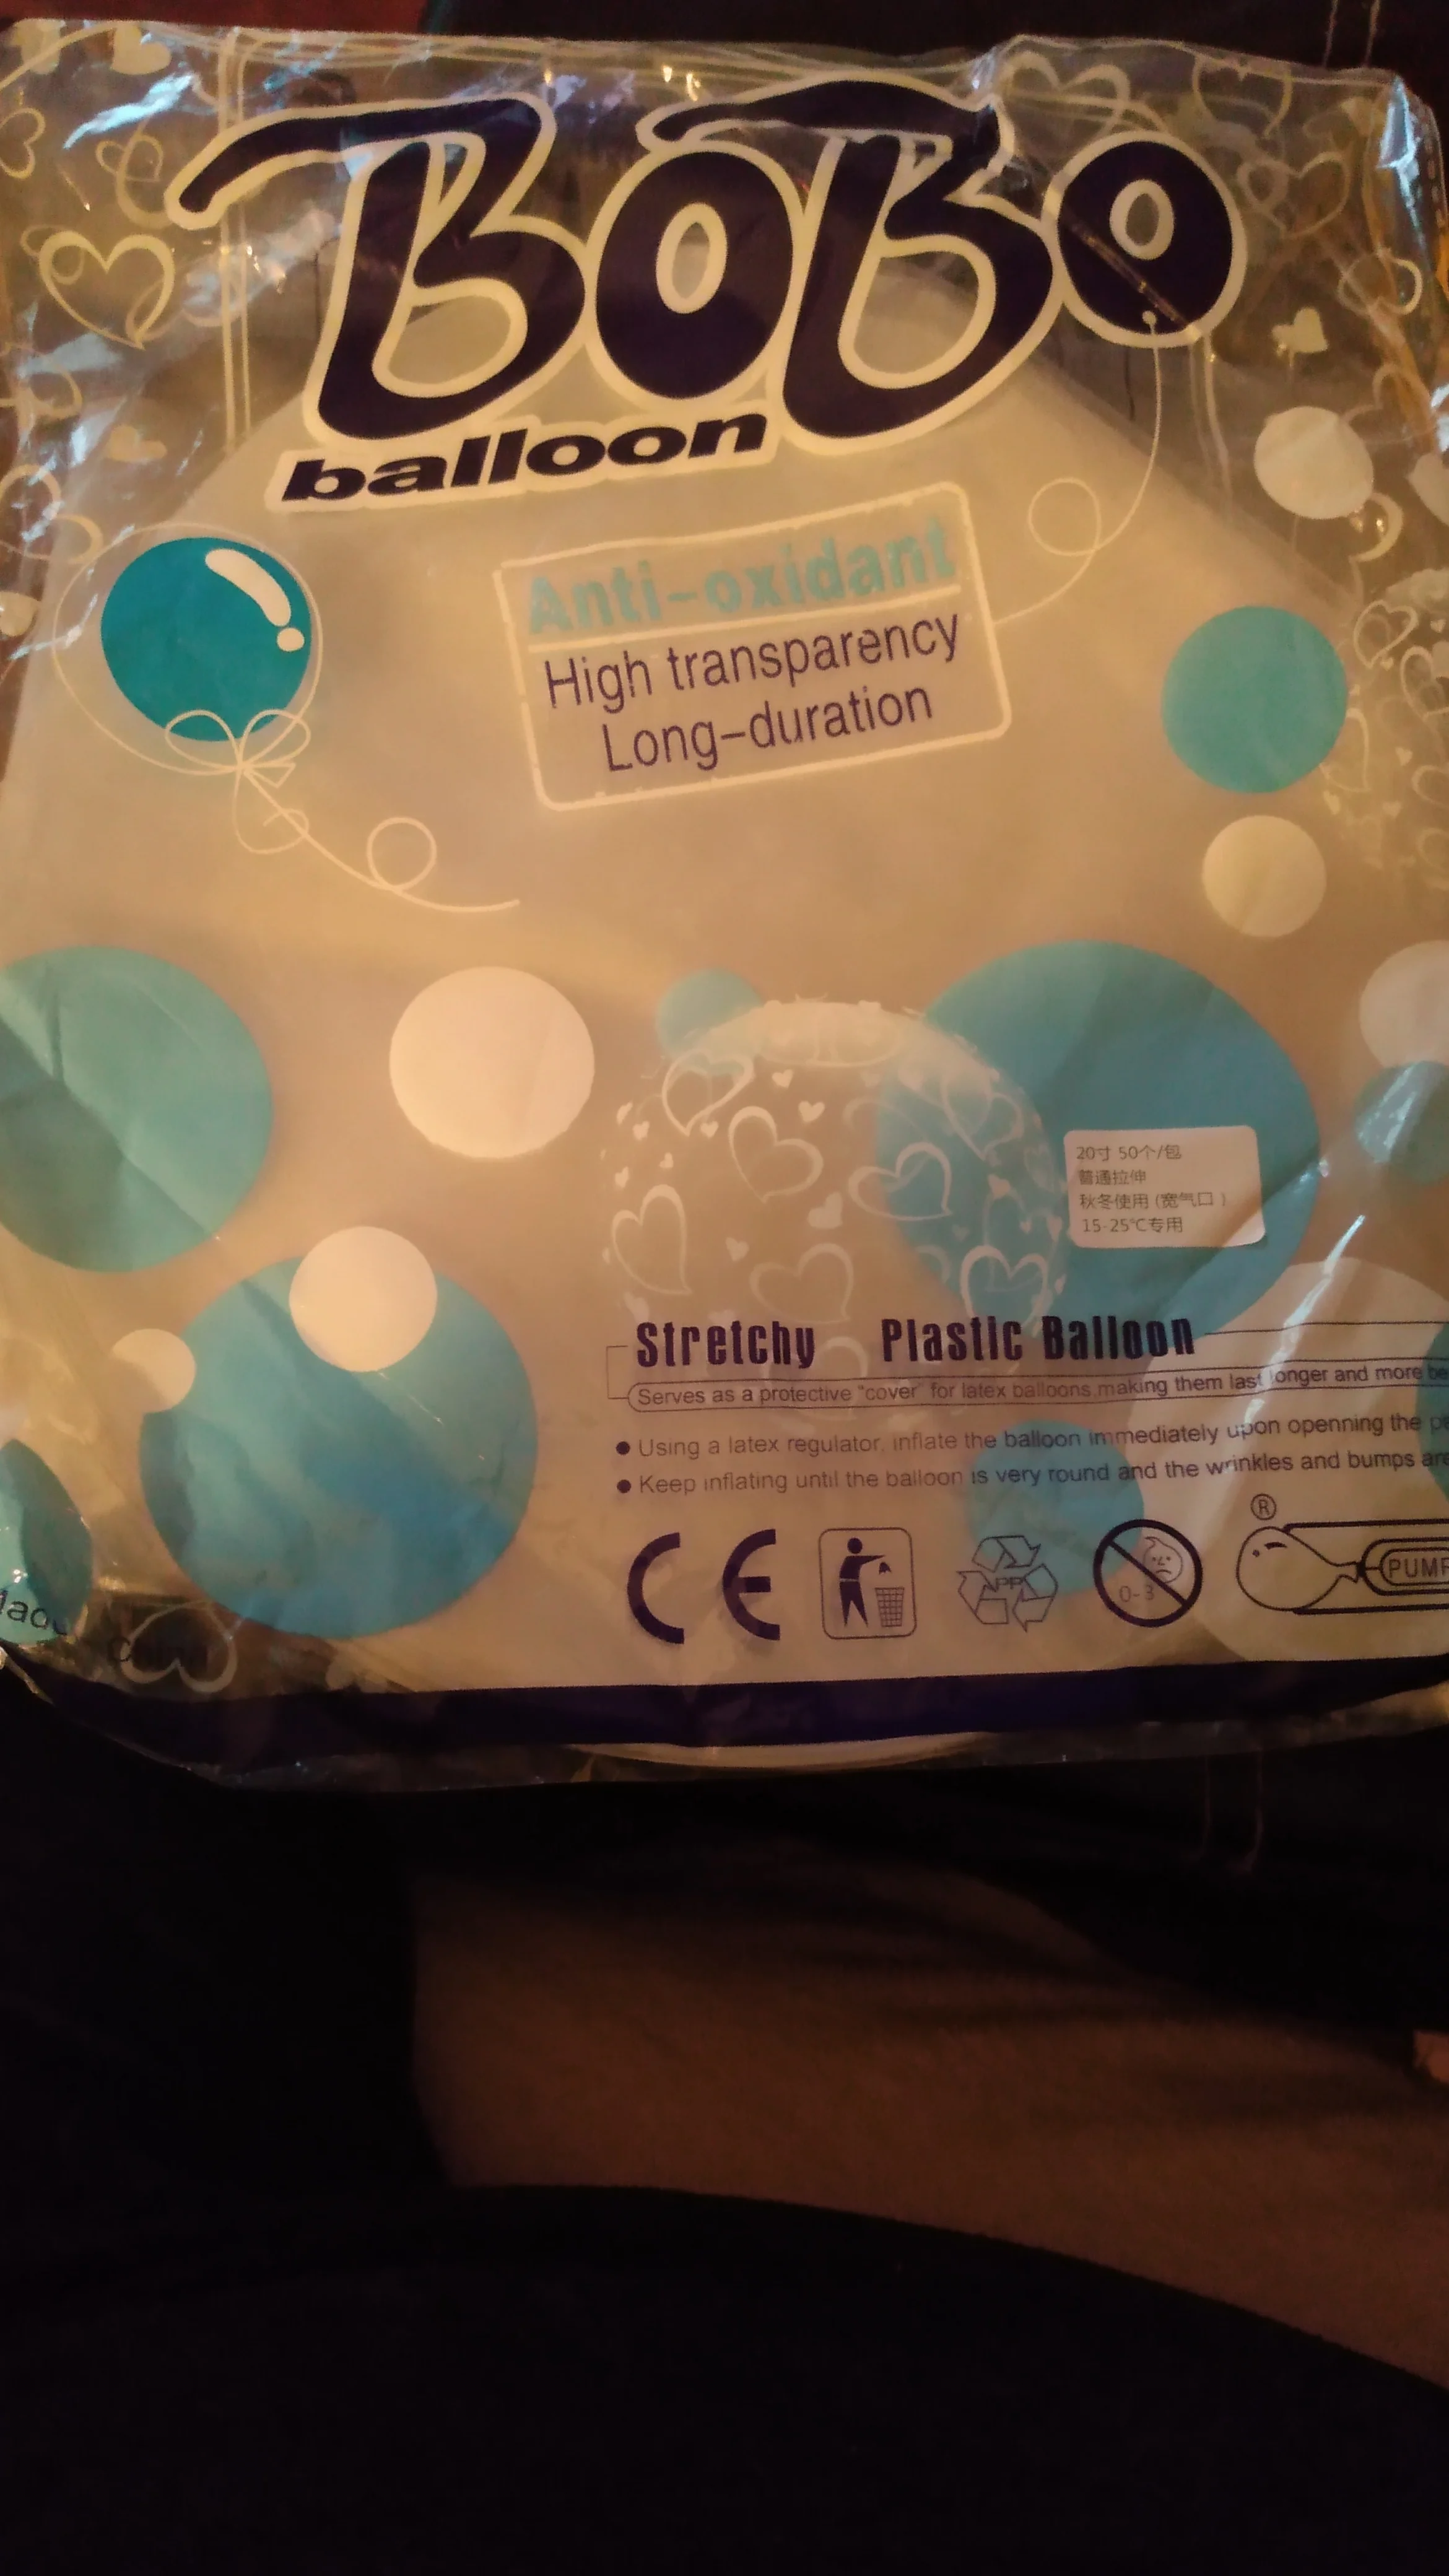 BoBo
balloon
Anti-oxidant
High transparency
Long-duration
20寸 50个/包
普通拉伸
秋冬使用 (宽气口)
15-25℃专用
Stretchy Plastic Balloon
Serves as a protective "cover" for latex balloons,making them last longer and more
Using a latex regulator, inflate the balloon immediately upon openning the
Keep inflating until the balloon is very round and the wrinkles and bumps
CE
PP
0-3
®
PUMP
China